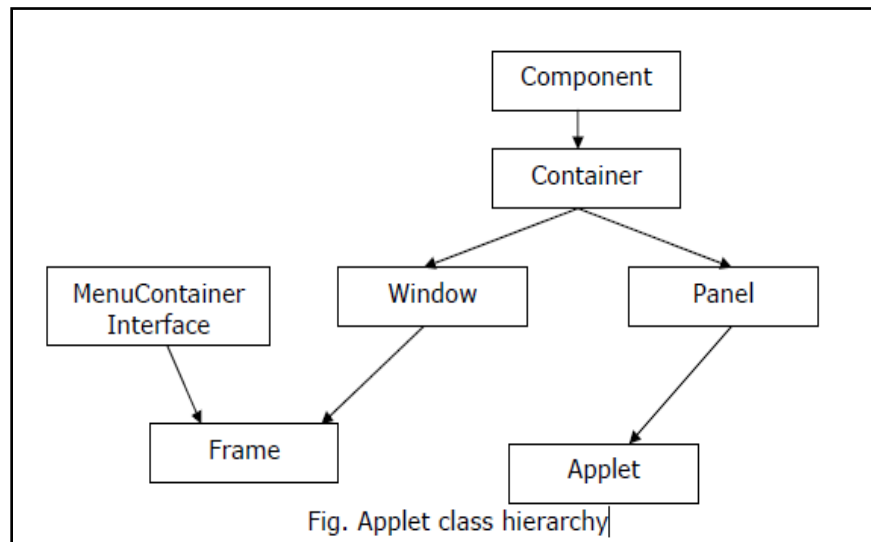 Component
Container
MenuContainer
Interface
Window
Panel
Frame
Applet
Fig. Applet class hierarchy